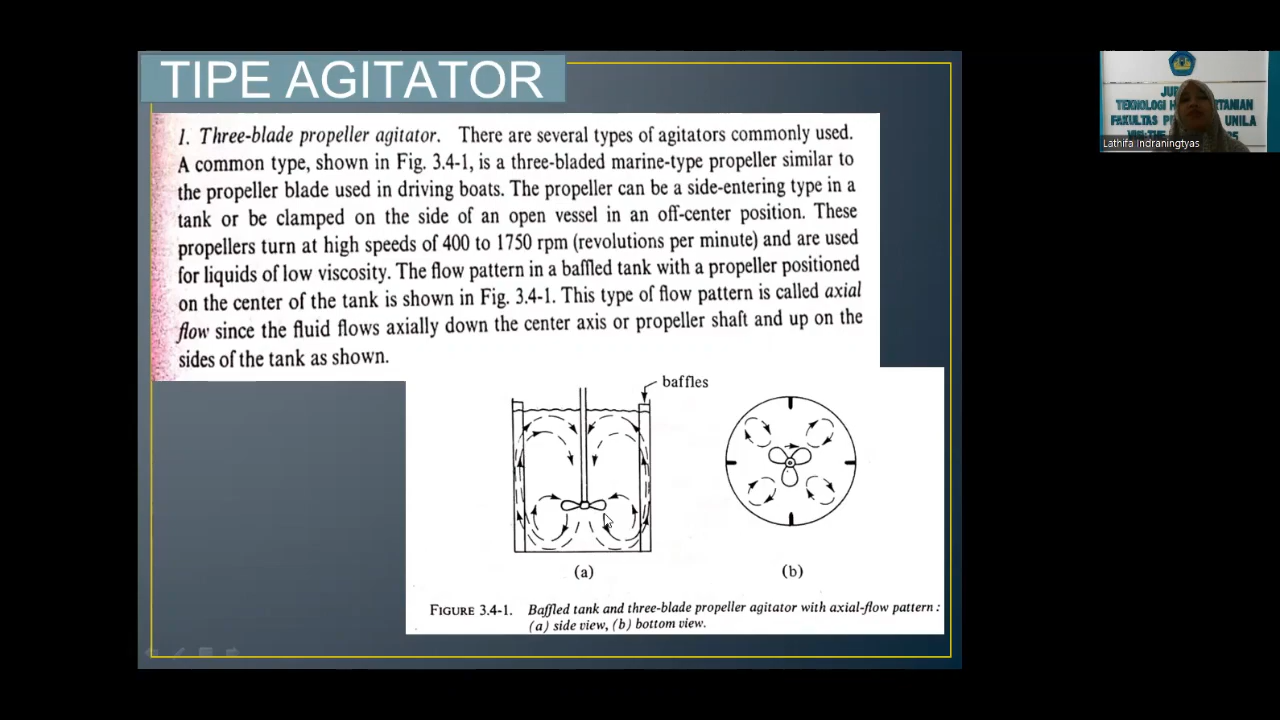 TIPE AGITATOR
1. Three-blade propeller agitator. There are several types of agitators commonly used.
A common type, shown in Fig. 3.4-1, is a three-bladed marine-type propeller similar to
the propeller blade used in driving boats. The propeller can be a side-entering type in a
tank or be clamped on the side of an open vessel in an off-center position. These
propellers turn at high speeds of 400 to 1750 rpm (revolutions per minute) and are used
for liquids of low viscosity. The flow pattern in a baffled tank with a propeller positioned
on the center of the tank is shown in Fig. 3.4-1. This type of flow pattern is called axial
flow since the fluid flows axially down the center axis or propeller shaft and up on the
sides of the tank as shown.
baffles
(a)
(b)
FIGURE 3.4-1. Baffled tank and three-blade propeller agitator with axial-flow pattern:
(a) side view, (b) bottom view.
TEKNOLOGI
FAKULTAS
UNILA
Lathifa Indraningtyas